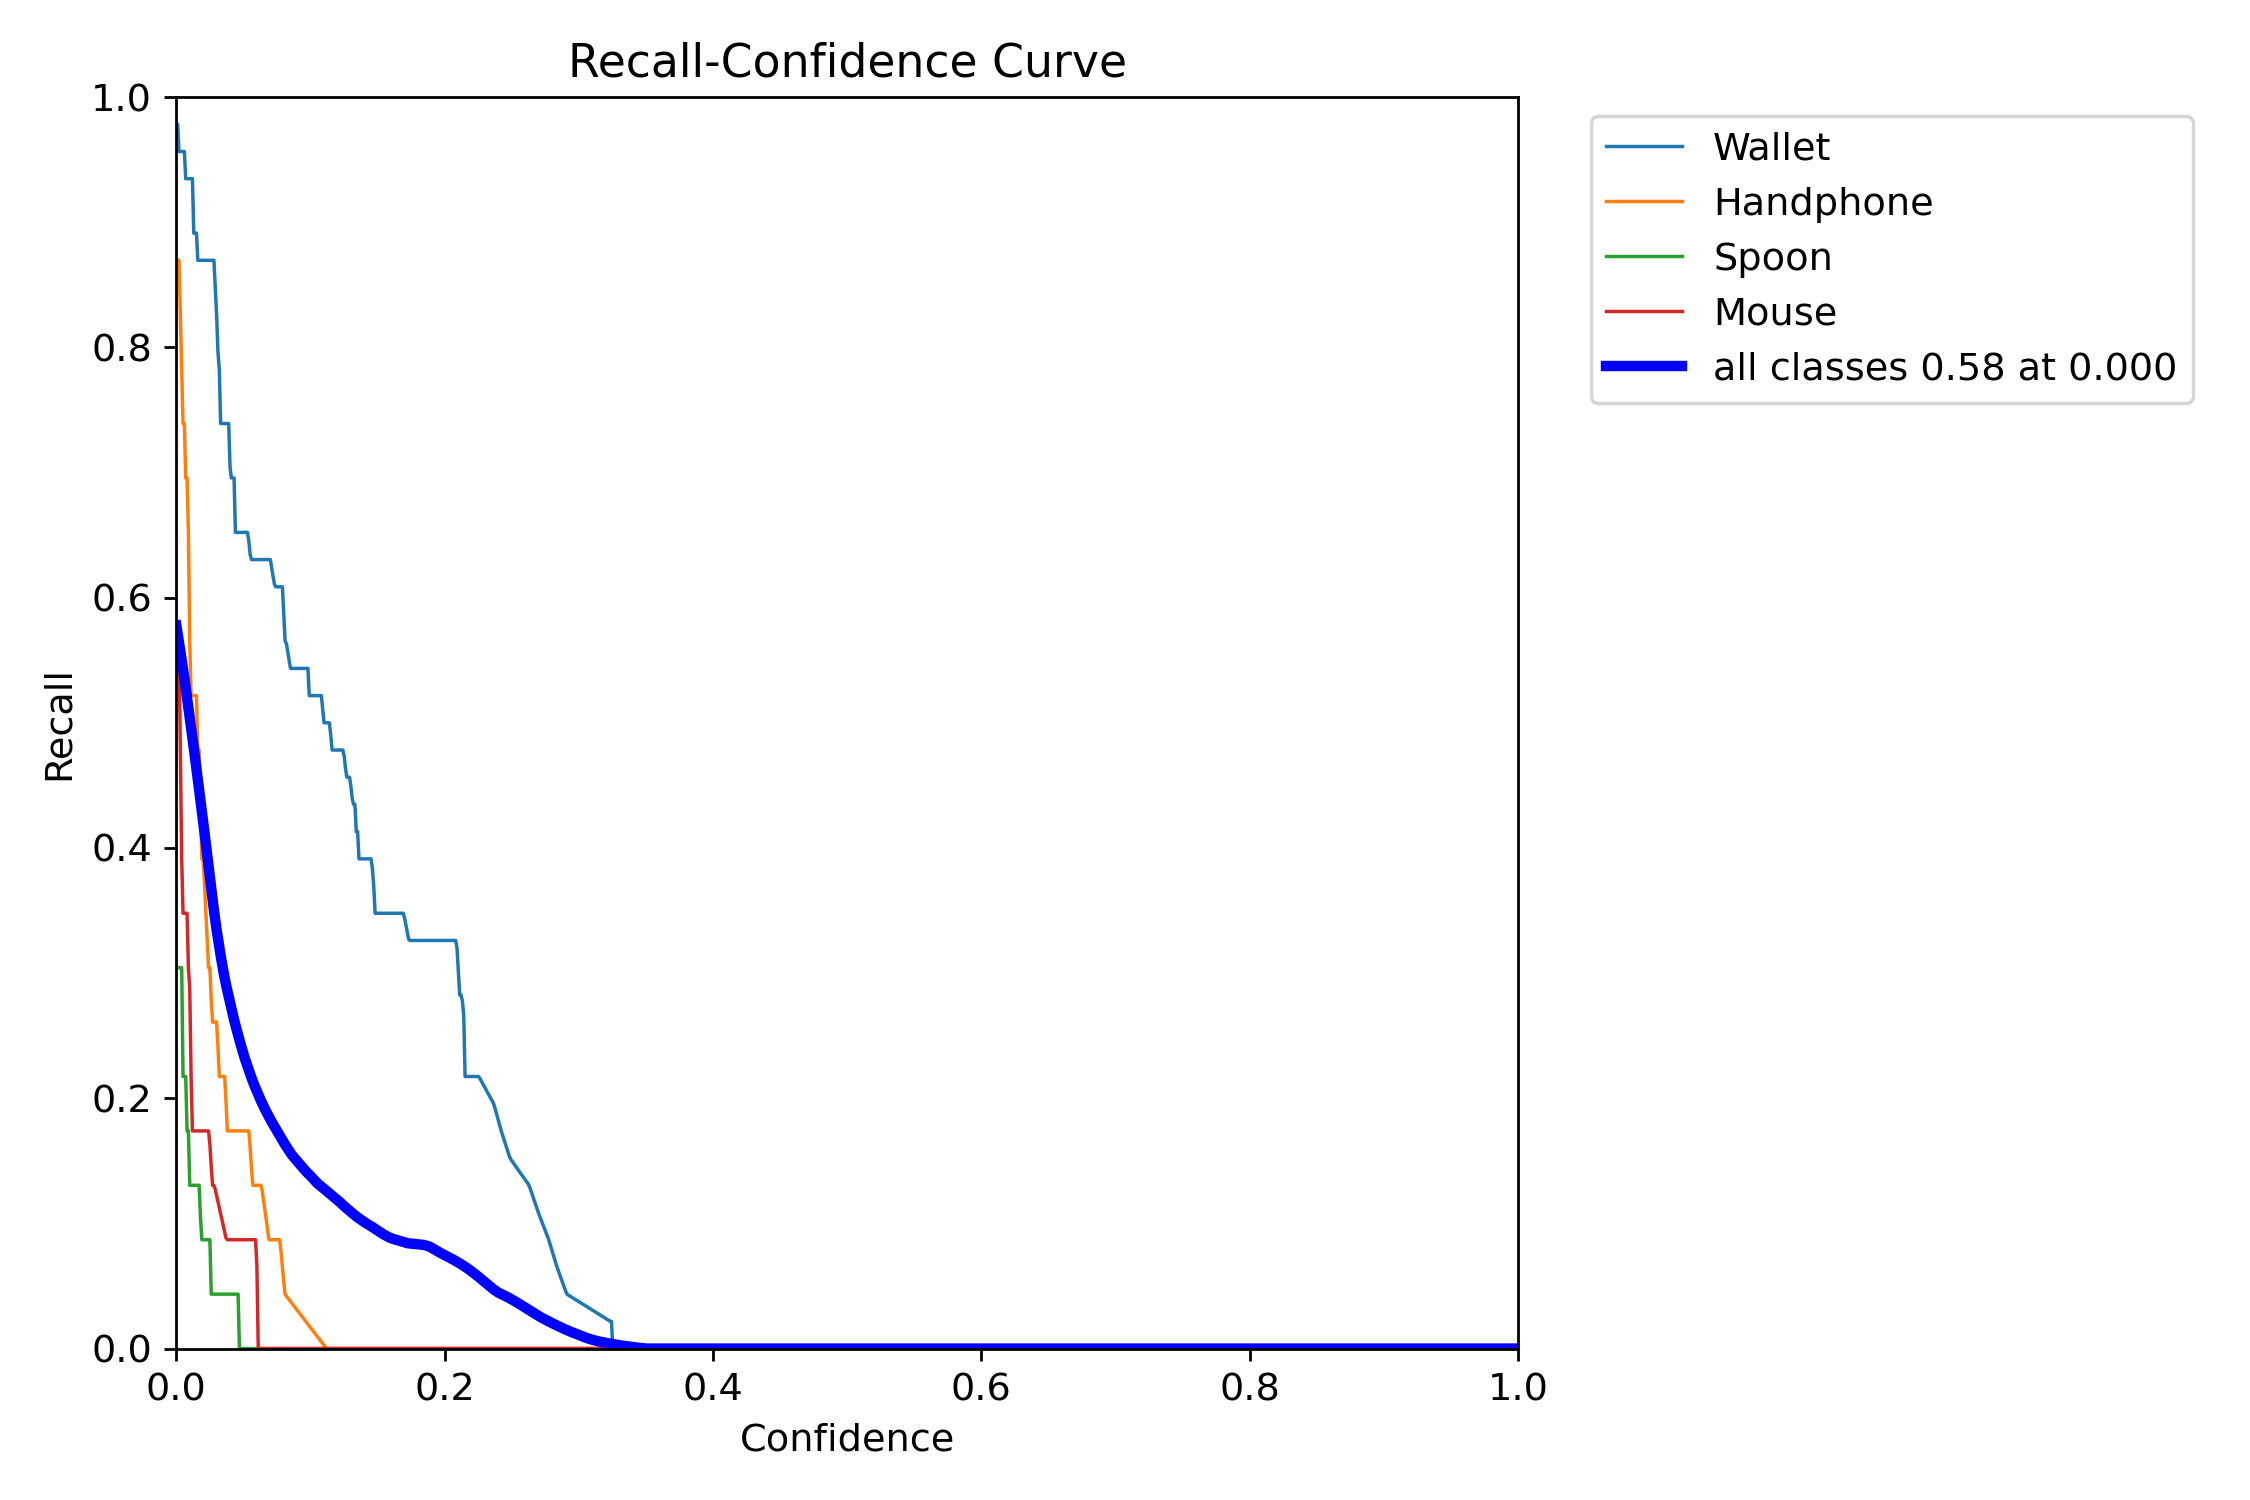 Recall-Confidence Curve
1.0
0.8
0.6
0.4
0.2
0.0
Recall
0.0 0.2 0.4 0.6 0.8 1.0
Confidence
Wallet
Handphone
Spoon
Mouse
all classes 0.58 at 0.000